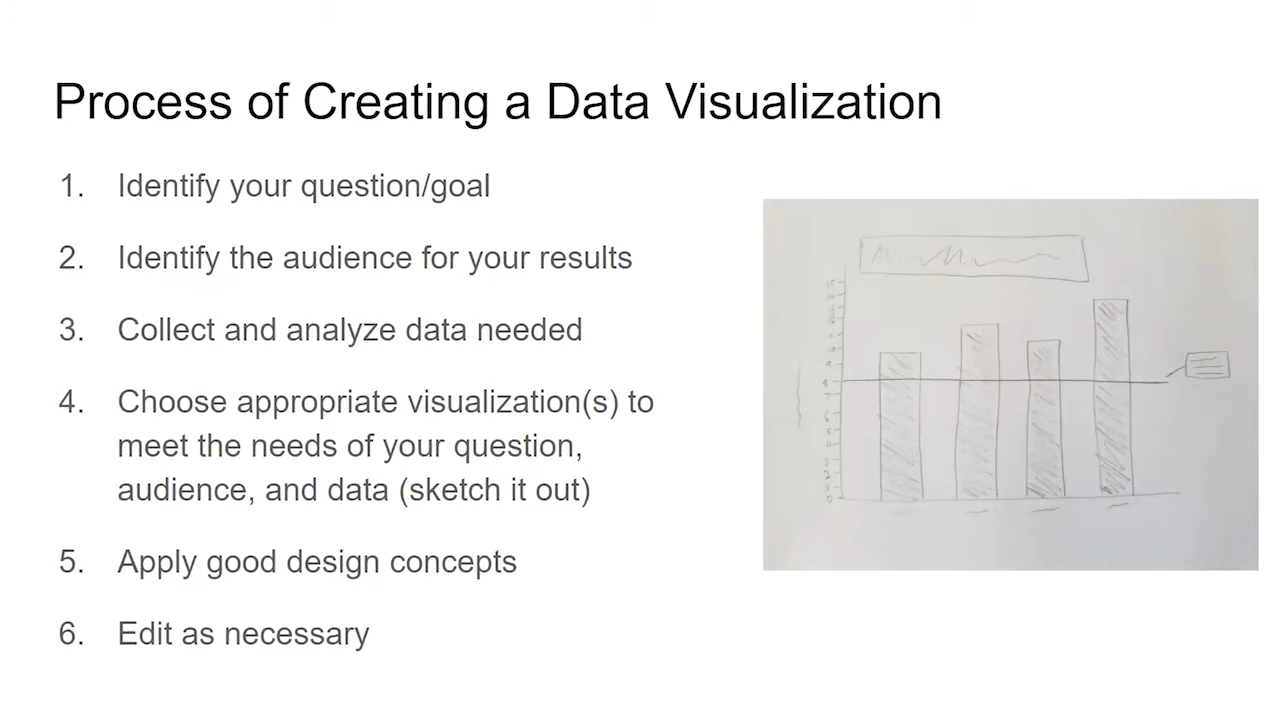 Process of Creating a Data Visualization
1. Identify your question/goal
2. Identify the audience for your results
3. Collect and analyze data needed
4. Choose appropriate visualization(s) to
meet the needs of your question,
audience, and data (sketch it out)
5. Apply good design concepts
6. Edit as necessary